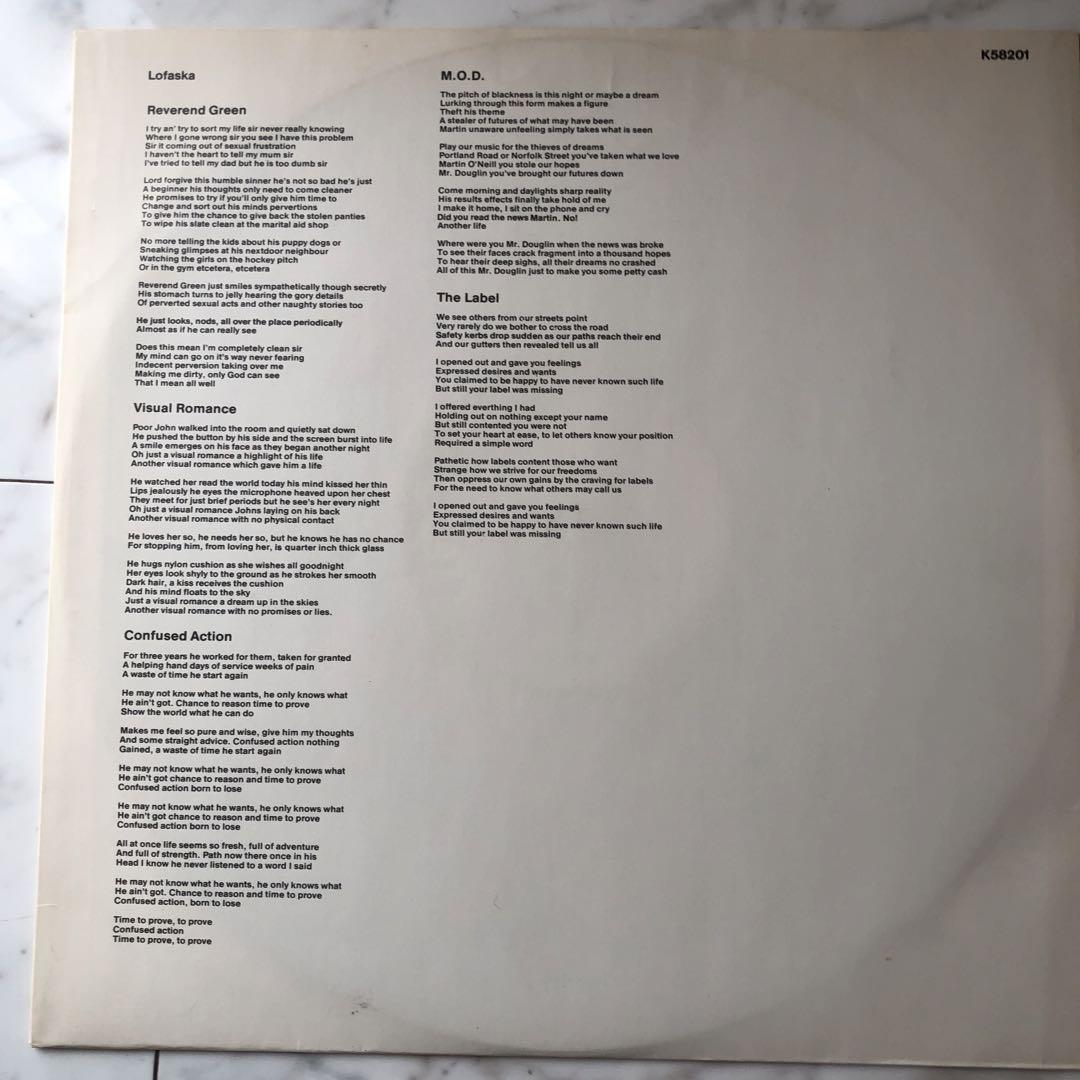 K58201
Lofaska
Reverend Green
I try an' try to sort my life sir never really knowing
Where I gone wrong sir you see I have this problem
Sir it coming out of sexual frustration
I haven't the heart to tell my mum sir
I've tried to tell my dad but he is too dumb sir
Lord forgive this humble sinner he's not so bad he's just
A beginner his thoughts only need to come cleaner
He promises to try if you'll only give him time to
Change and sort out his minds pervertions
To give him the chance to give back the stolen panties
To wipe his slate clean at the marital aid shop
No more telling the kids about his puppy dogs or
Sneaking glimpses at his nextdoor neighbour
Watching the girls on the hockey pitch
Or in the gym etcetera, etcetera
Reverend Green just smiles sympathetically though secretly
His stomach turns to jelly hearing the gory details
Of perverted sexual acts and other naughty stories too
He just looks, nods, all over the place periodically
Almost as if he can really see
Does this mean I'm completely clean sir
My mind can go on it's way never fearing
Indecent perversion taking over me
Making me dirty, only God can see
That I mean all well
Visual Romance
Poor John walked into the room and quietly sat down
He pushed the button by his side and the screen burst into life
A smile emerges on his face as they began another night
Oh just a visual romance a highlight of his life
Another visual romance which gave him a life
He watched her read the world today his mind kissed her thin
Lips jealously he eyes the microphone heaved upon her chest
They meet for just brief periods but he see's her every night
Oh just a visual romance Johns laying on his back
Another visual romance with no physical contact
He loves her so, he needs her so, but he knows he has no chance
For stopping him, from loving her, is quarter inch thick glass
He hugs nylon cushion as she wishes all goodnight
Her eyes look shyly to the ground as he strokes her smooth
Dark hair, a kiss receives the cushion
And his mind floats to the sky
Just a visual romance a dream up in the skies
Another visual romance with no promises or lies.
Confused Action
For three years he worked for them, taken for granted
A helping hand days of service weeks of pain
A waste of time he start again
He may not know what he wants, he only knows what
He ain't got. Chance to reason time to prove
Show the world what he can do
Makes me feel so pure and wise, give him my thoughts
And some straight advice. Confused action nothing
Gained, a waste of time he start again
He may not know what he wants, he only knows what
He ain't got chance to reason and time to prove
Confused action born to lose
He may not know what he wants, he only knows what
He ain't got chance to reason and time to prove
Confused action born to lose
All at once life seems so fresh, full of adventure
And full of strength. Path now there once in his
Head I know he never listened to a word I said
He may not know what he wants, he only knows what
He ain't got. Chance to reason and time to prove
Confused action, born to lose
Time to prove, to prove
Confused action
Time to prove, to prove
M.O.D.
The pitch of blackness is this night or maybe a dream
Lurking through this form makes a figure
Theft his theme
A stealer of futures of what may have been
Martin unaware unfeeling simply takes what is seen
Play our music for the thieves of dreams
Portland Road or Norfolk Street you've taken what we love
Martin O'Neill you stole our hopes
Mr. Douglin you've brought our futures down
Come morning and daylights sharp reality
His results effects finally take hold of me
I make it home, I sit on the phone and cry
Did you read the news Martin. No!
Another life
Where were you Mr. Douglin when the news was broke
To see their faces crack fragment into a thousand hopes
To hear their deep sighs, all their dreams no crashed
All of this Mr. Douglin just to make you some petty cash
The Label
We see others from our streets point
Very rarely do we bother to cross the road
Safety kerbs drop sudden as our paths reach their end
And our gutters then revealed tell us all
I opened out and gave you feelings
Expressed desires and wants
You claimed to be happy to have never known such life
But still your label was missing
I offered everthing I had
Holding out on nothing except your name
But still contented you were not
To set your heart at ease, to let others know your position
Required a simple word
Pathetic how labels content those who want
Strange how we strive for our freedoms
Then oppress our own gains by the craving for labels
For the need to know what others may call us
I opened out and gave you feelings
Expressed desires and wants
You claimed to be happy to have never known such life
But still your label was missing